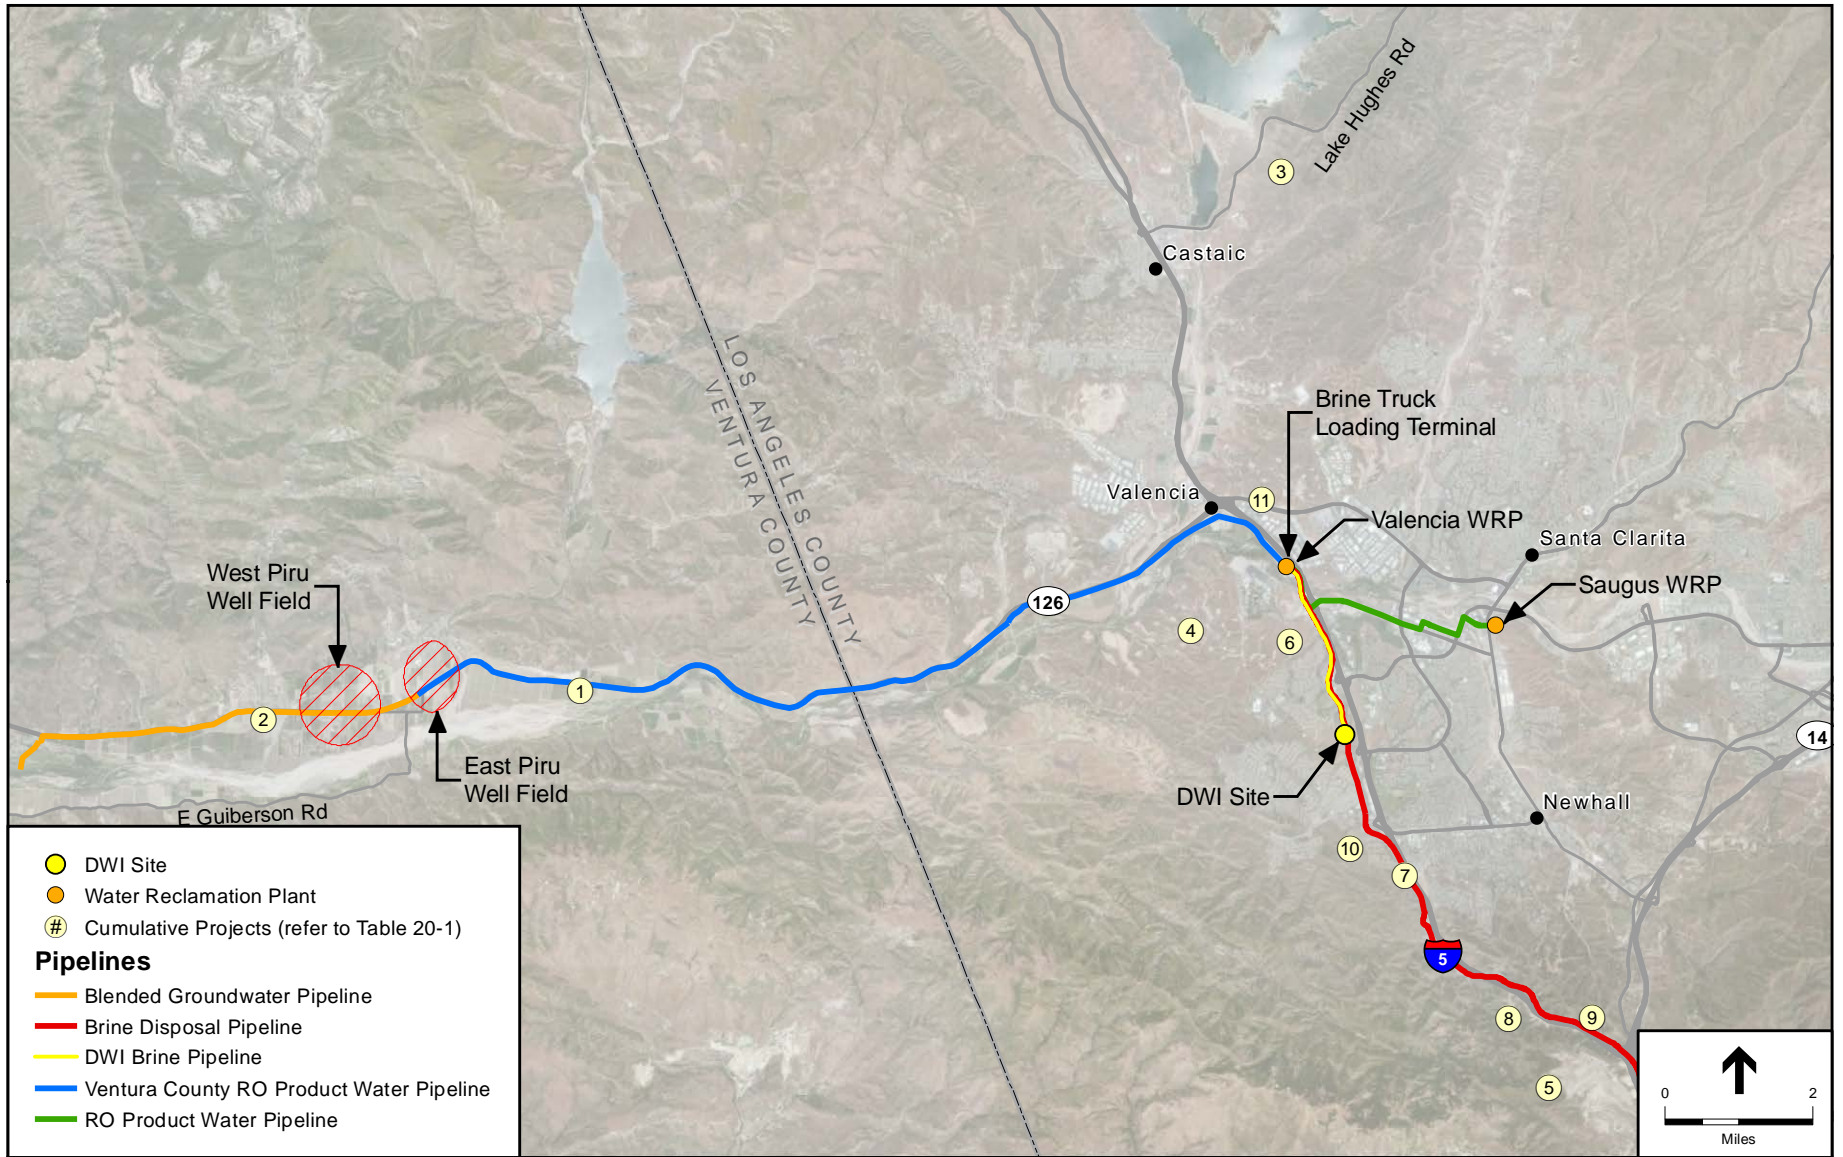 Lake Hughes Rd
3
Castaic
LOS ANGELES COUNTY
VENTURA COUNTY
Brine Truck
Loading Terminal
Valencia
11
Valencia WRP
Santa Clarita
West Piru
Well Field
126
Saugus WRP
4
6
1
2
14
East Piru
Well Field
DWI Site
Newhall
E Guiberson Rd
10
7
5
8
9
5
DWI Site
Water Reclamation Plant
# Cumulative Projects (refer to Table 20-1)
Pipelines
Blended Groundwater Pipeline
Brine Disposal Pipeline
DWI Brine Pipeline
Ventura County RO Product Water Pipeline
RO Product Water Pipeline
0 2
Miles